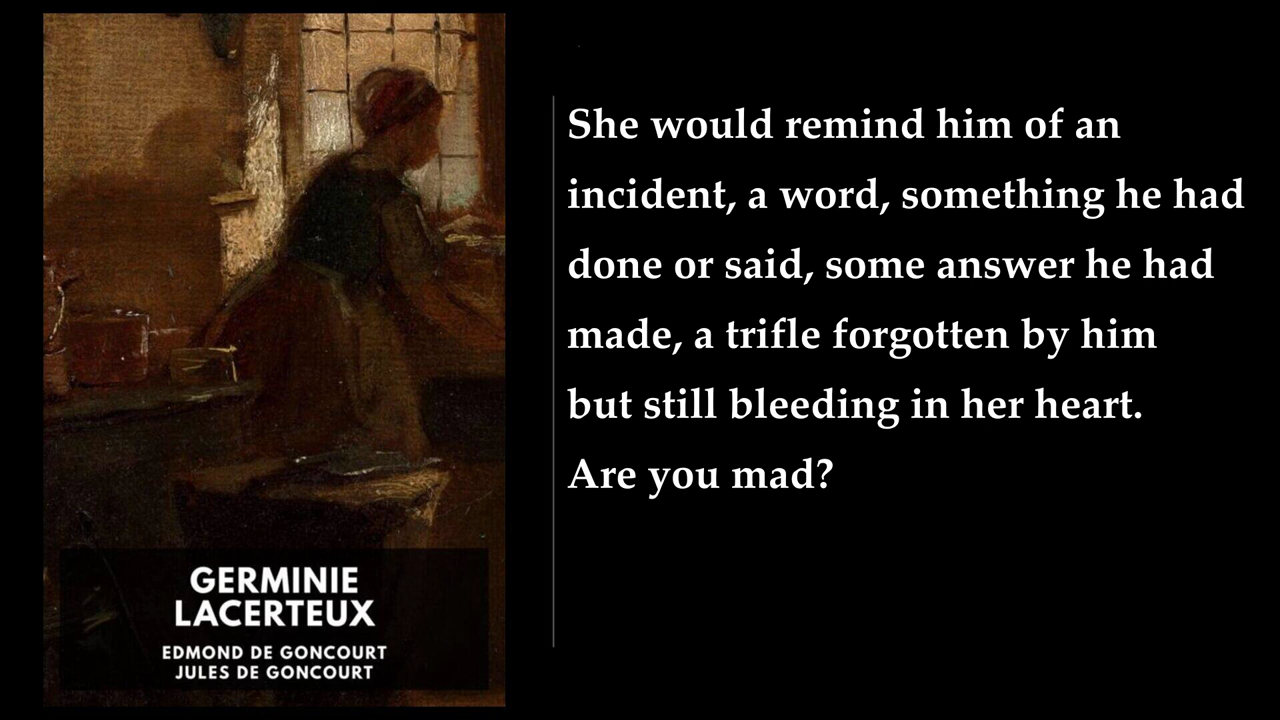 She would remind him of an
incident, a word, something he had
done or said, some answer he had
made, a trifle forgotten by him
but still bleeding in her heart.
Are you mad?
GERMINIE
LACERTEUX
EDMOND DE GONCOURT
JULES DE GONCOURT